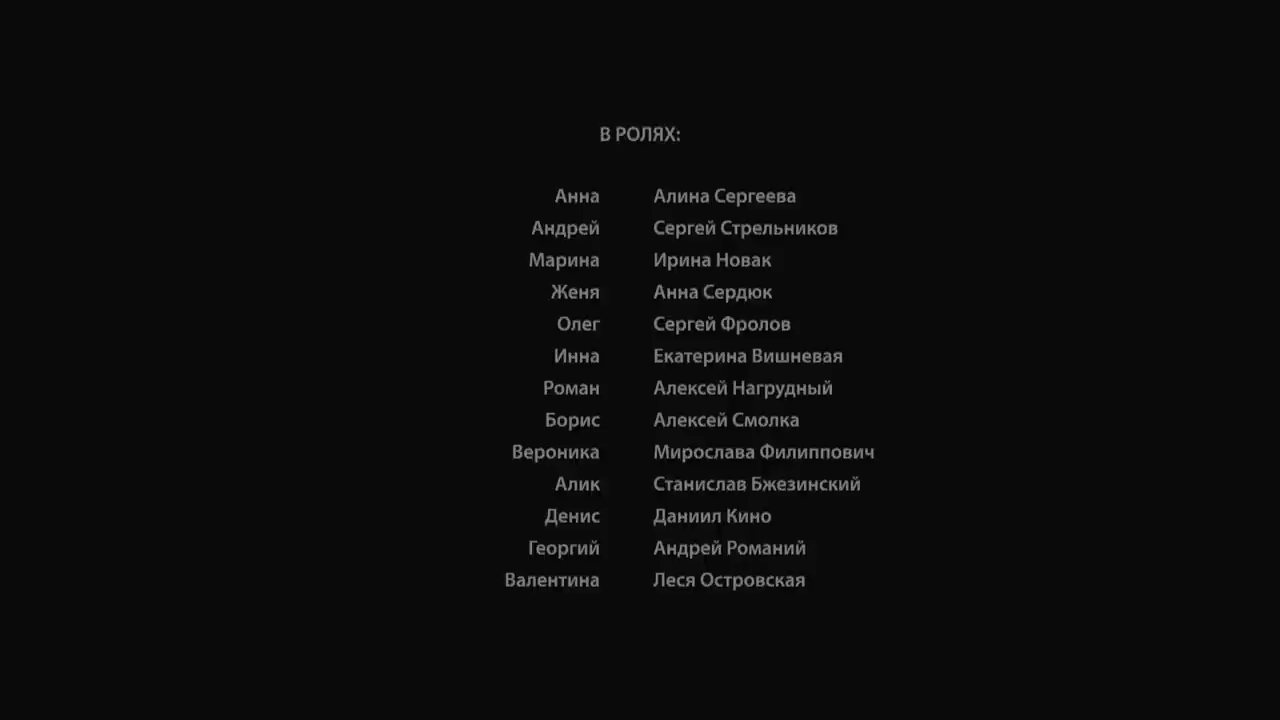 В РОЛЯХ:
Анна Алина Сергеева
Андрей Сергей Стрельников
Марина Ирина Новак
Женя Анна Сердюк
Олег Сергей Фролов
Инна Екатерина Вишневая
Роман Алексей Нагрудный
Борис Алексей Смолка
Вероника Мирослава Филиппович
Алик Станислав Бжезинский
Денис Даниил Кино
Георгий Андрей Романий
Валентина Леся Островская